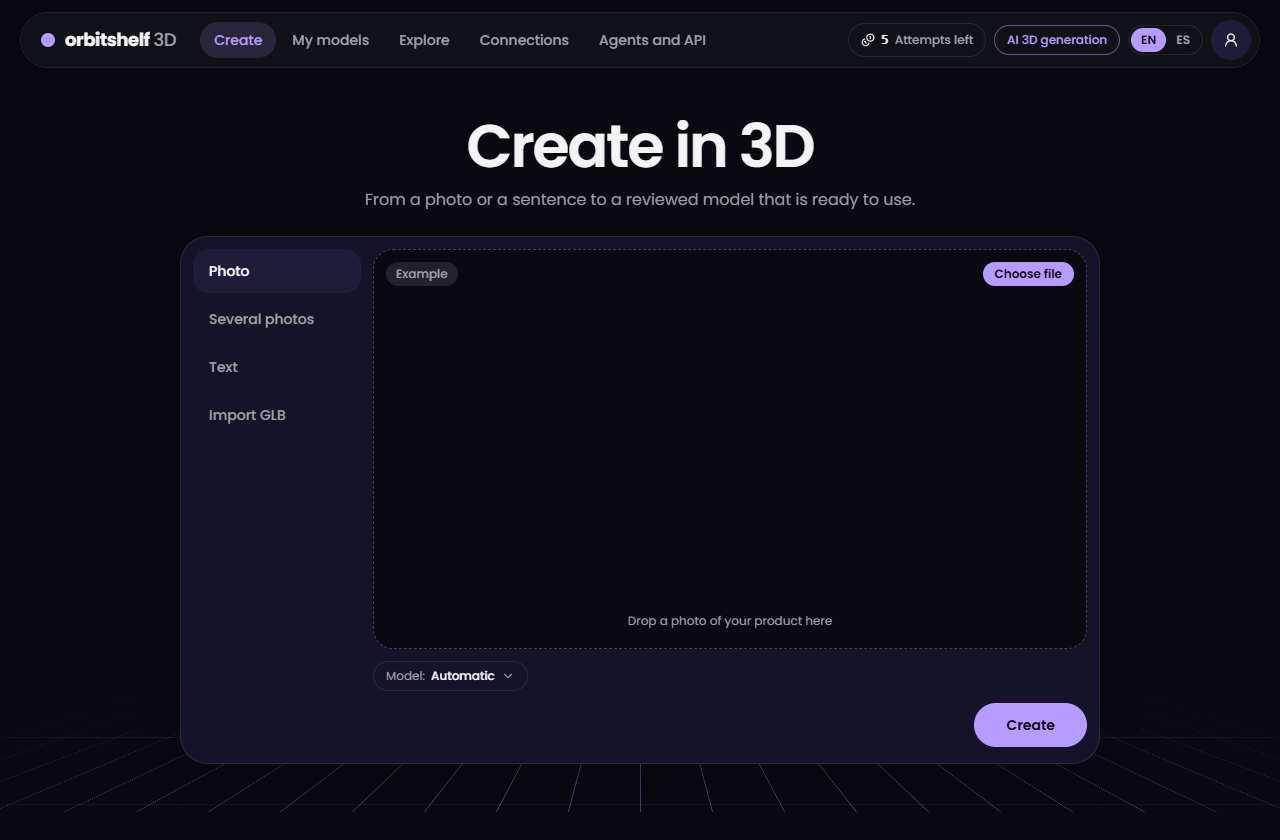 orbitshelf 3D
Create
My models
Explore
Connections
Agents and API
5 Attempts left
AI 3D generation
EN
ES
Create in 3D
From a photo or a sentence to a reviewed model that is ready to use.
Photo
Several photos
Text
Import GLB
Example
Choose file
Drop a photo of your product here
Model: Automatic
Create